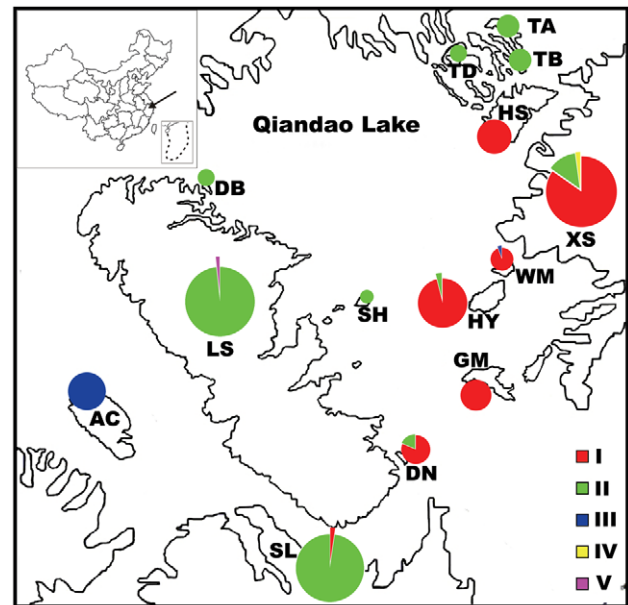 TA
TB
TD
HS
Qiandao Lake
DB
XS
WM
SH
HY
LS
GM
AC
DN
SL
I
II
III
IV
V